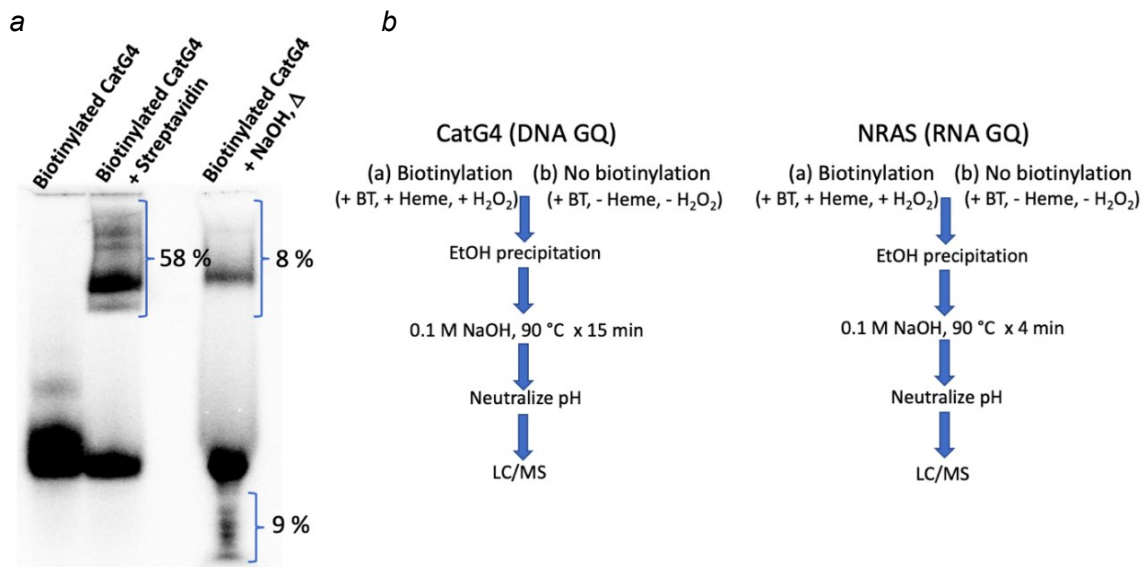 a
Biotinylated CatG4
Biotinylated CatG4
+ Streptavidin
Biotinylated CatG4
+ NaOH, Δ
58 %
8 %
9 %
b
CatG4 (DNA GQ)
(a) Biotinylation (b) No biotinylation
(+ BT, + Heme, + H₂O₂) (+ BT, - Heme, - H₂O₂)
EtOH precipitation
0.1 M NaOH, 90 °C x 15 min
Neutralize pH
LC/MS
NRAS (RNA GQ)
(a) Biotinylation (b) No biotinylation
(+ BT, + Heme, + H₂O₂) (+ BT, - Heme, - H₂O₂)
EtOH precipitation
0.1 M NaOH, 90 °C x 4 min
Neutralize pH
LC/MS